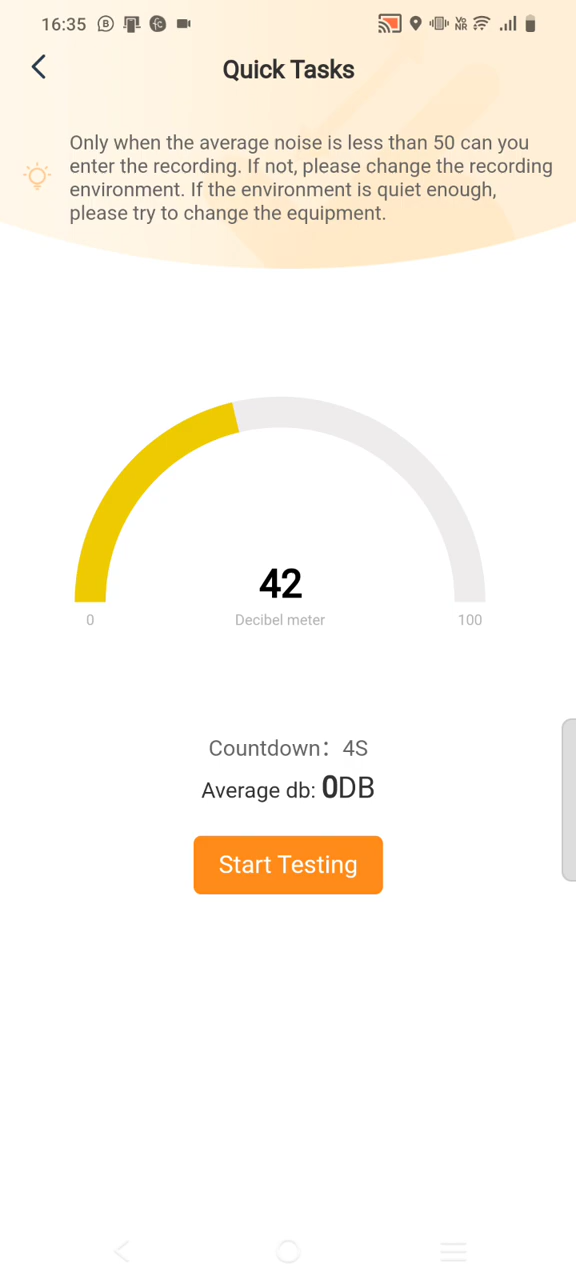 16:35
Quick Tasks
Only when the average noise is less than 50 can you
enter the recording. If not, please change the recording
environment. If the environment is quiet enough,
please try to change the equipment.
42
0 Decibel meter 100
Countdown： 4S
Average db: 0DB
Start Testing